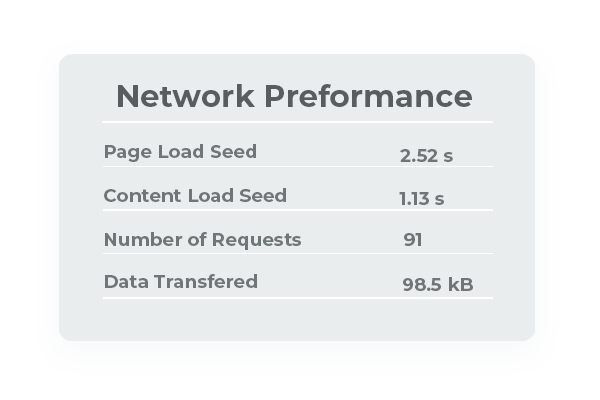 Network Preformance
Page Load Seed 2.52 s
Content Load Seed 1.13 s
Number of Requests 91
Data Transfered 98.5 kB